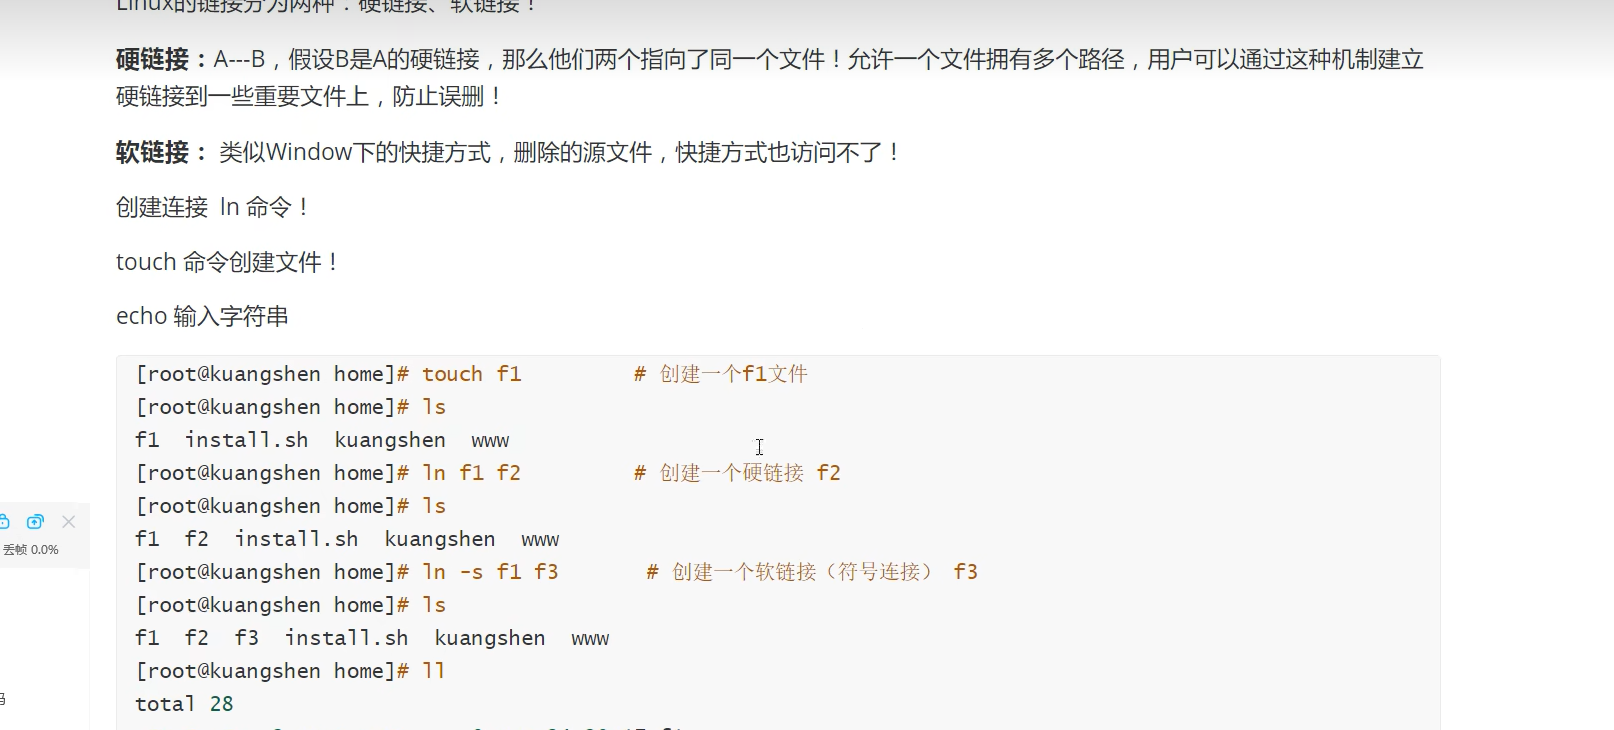 Linux的链接分为两种：硬链接、软链接！
硬链接：A---B，假设B是A的硬链接，那么他们两个指向了同一个文件！允许一个文件拥有多个路径，用户可以通过这种机制建立
硬链接到一些重要文件上，防止误删！
软链接： 类似Window下的快捷方式，删除的源文件，快捷方式也访问不了！
创建连接 ln 命令！
touch 命令创建文件！
echo 输入字符串
[root@kuangshen home]# touch f1         # 创建一个f1文件
[root@kuangshen home]# ls
f1  install.sh  kuangshen  www
[root@kuangshen home]# ln f1 f2         # 创建一个硬链接 f2
[root@kuangshen home]# ls
f1  f2  install.sh  kuangshen  www
[root@kuangshen home]# ln -s f1 f3       # 创建一个软链接（符号连接） f3
[root@kuangshen home]# ls
f1  f2  f3  install.sh  kuangshen  www
[root@kuangshen home]# ll
total 28
丢帧 0.0%